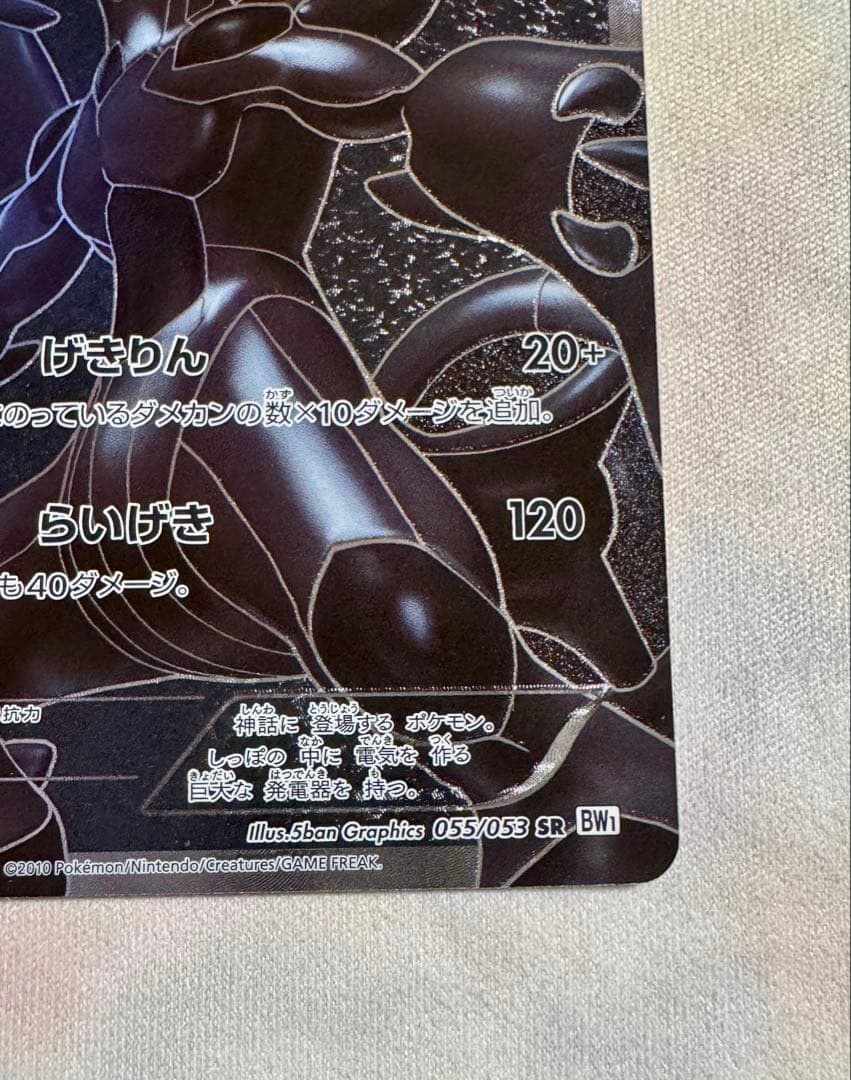 げきりん 20+
のっているダメカンの数×10ダメージを追加。
らいげき 120
も40ダメージ。
抗力
神話に 登場する ポケモン。
しっぽの 中に 電気を 作る
巨大な 発電器を 持つ。
Illus.5ban Graphics 055/053 SR BW1
©2010 Pokémon/Nintendo/Creatures/GAME FREAK.